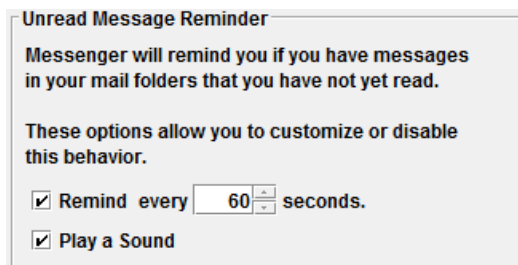 Unread Message Reminder
Messenger will remind you if you have messages
in your mail folders that you have not yet read.
These options allow you to customize or disable
this behavior.
Remind every 60 seconds.
Play a Sound